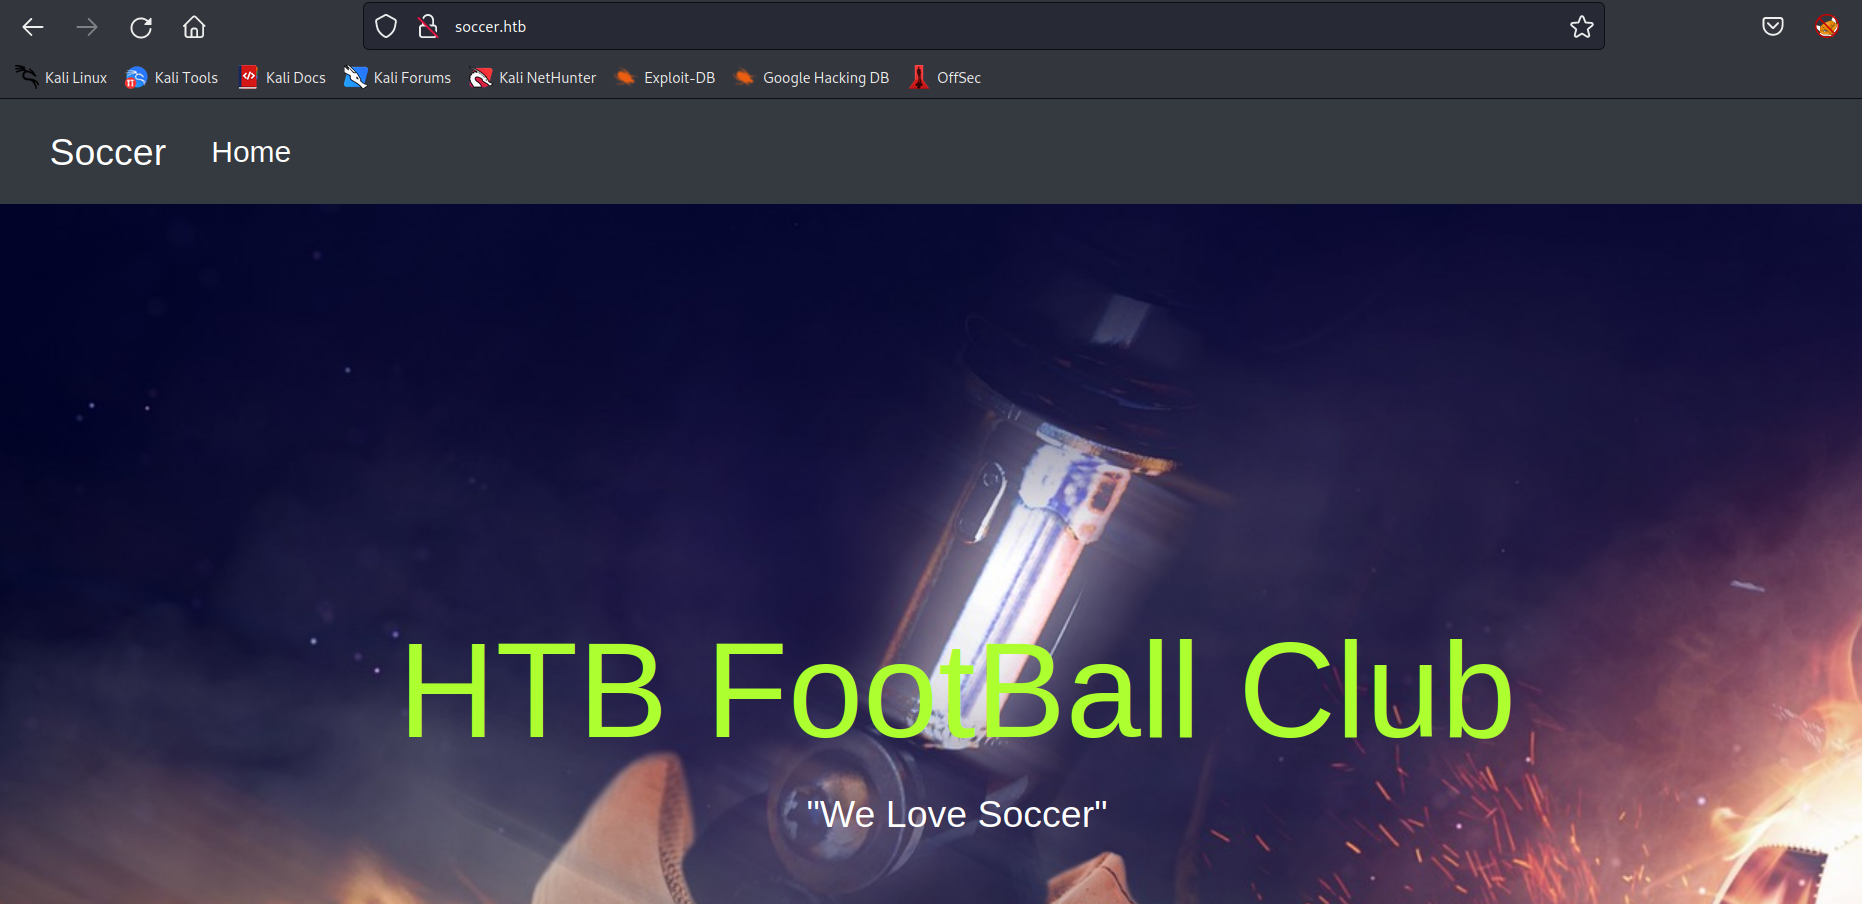 soccer.htb
Kali Linux Kali Tools Kali Docs Kali Forums Kali NetHunter Exploit-DB Google Hacking DB OffSec
Soccer Home
HTB FootBall Club
"We Love Soccer"